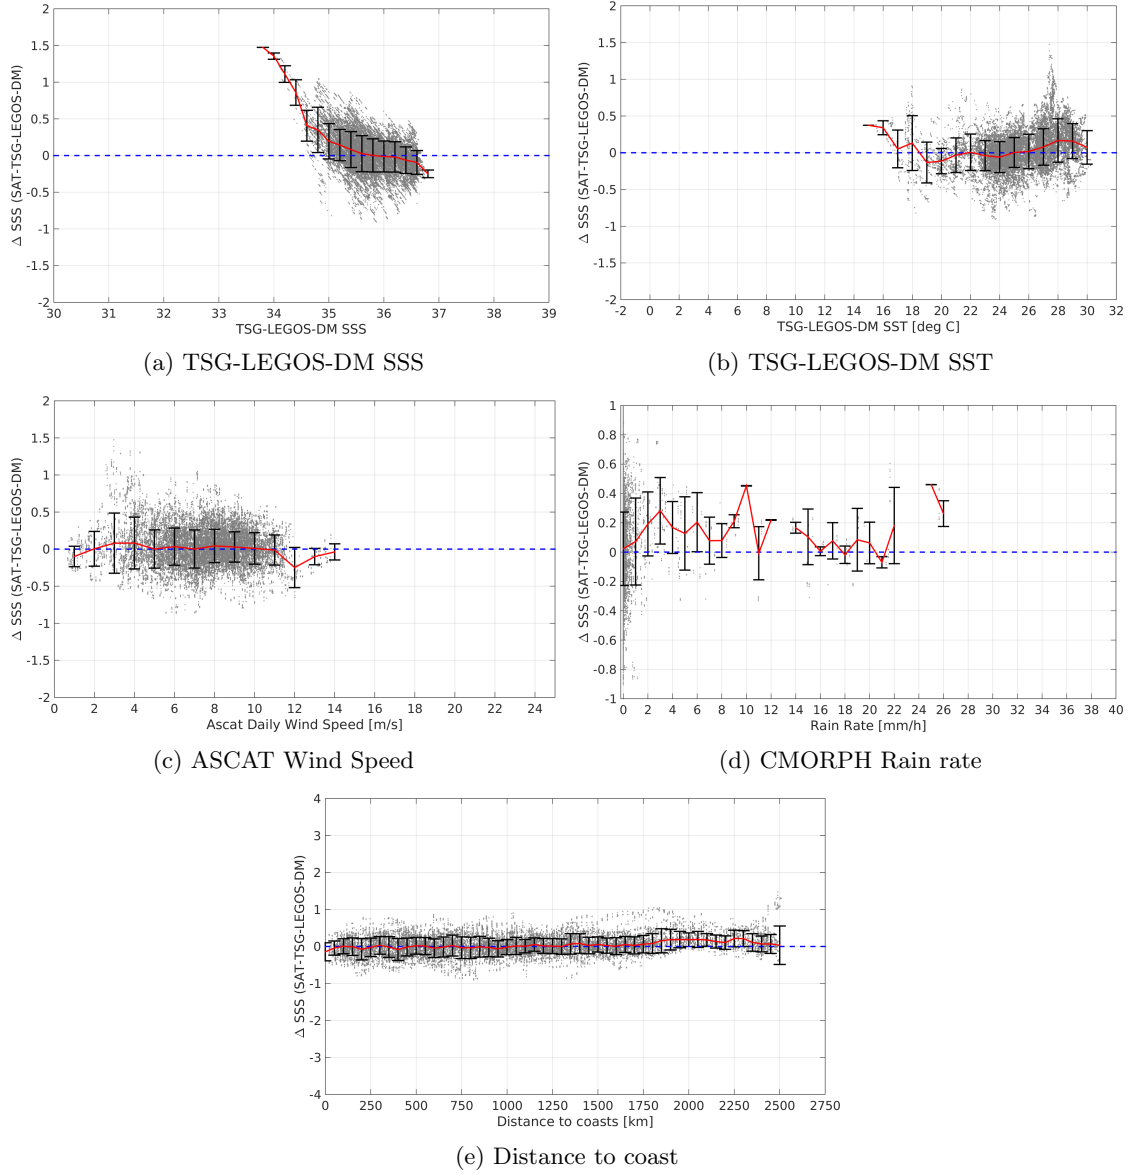 2
1.5
1
0.5
0
-0.5
-1
-1.5
-2
Δ SSS (SAT-TSG-LEGOS-DM)
30 31 32 33 34 35 36 37 38 39
TSG-LEGOS-DM SSS
(a) TSG-LEGOS-DM SSS
2
1.5
1
0.5
0
-0.5
-1
-1.5
-2
Δ SSS (SAT-TSG-LEGOS-DM)
-2 0 2 4 6 8 10 12 14 16 18 20 22 24 26 28 30 32
TSG-LEGOS-DM SST [deg C]
(b) TSG-LEGOS-DM SST
2
1.5
1
0.5
0
-0.5
-1
-1.5
-2
Δ SSS (SAT-TSG-LEGOS-DM)
0 2 4 6 8 10 12 14 16 18 20 22 24
Ascat Daily Wind Speed [m/s]
(c) ASCAT Wind Speed
1
0.8
0.6
0.4
0.2
0
-0.2
-0.4
-0.6
-0.8
-1
Δ SSS (SAT-TSG-LEGOS-DM)
0 2 4 6 8 10 12 14 16 18 20 22 24 26 28 30 32 34 36 38 40
Rain Rate [mm/h]
(d) CMORPH Rain rate
4
3
2
1
0
-1
-2
-3
-4
Δ SSS (SAT-TSG-LEGOS-DM)
0 250 500 750 1000 1250 1500 1750 2000 2250 2500 2750
Distance to coasts [km]
(e) Distance to coast